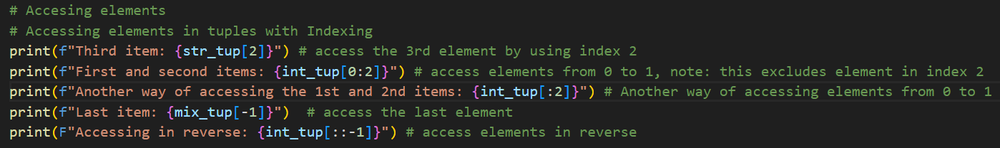 # Accesing elements
# Accessing elements in tuples with Indexing
print(f"Third item: {str_tup[2]}") # access the 3rd element by using index 2
print(f"First and second items: {int_tup[0:2]}") # access elements from 0 to 1, note: this excludes element in index 2
print(f"Another way of accessing the 1st and 2nd items: {int_tup[:2]}") # Another way of accessing elements from 0 to 1
print(f"Last item: {mix_tup[-1]}")  # access the last element
print(F"Accessing in reverse: {int_tup[::-1]}") # access elements in reverse